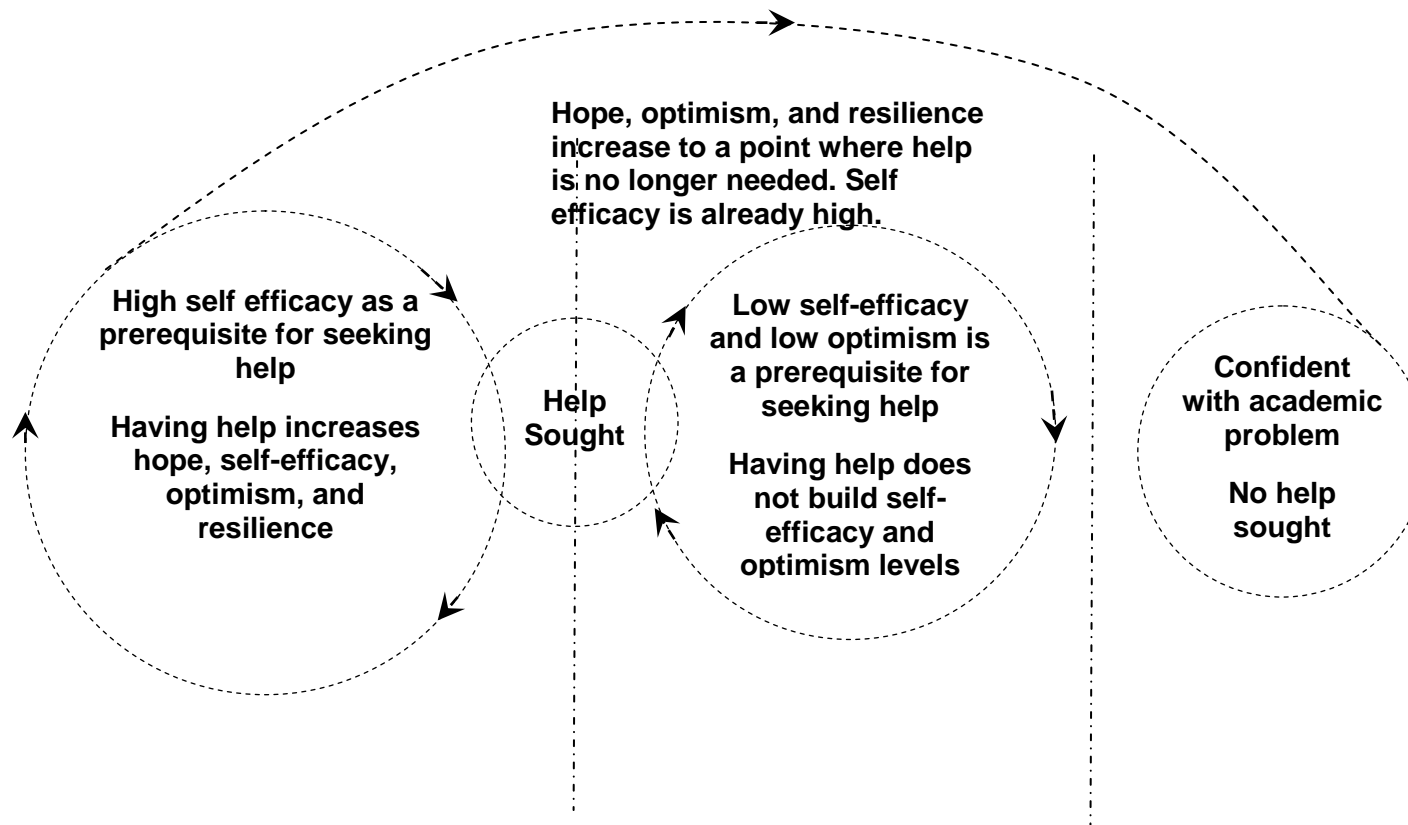 Hope, optimism, and resilience
increase to a point where help
is no longer needed. Self
efficacy is already high.
High self efficacy as a
prerequisite for seeking
help
Having help increases
hope, self-efficacy,
optimism, and
resilience
Help
Sought
Low self-efficacy
and low optimism is
a prerequisite for
seeking help
Having help does
not build self-
efficacy and
optimism levels
Confident
with academic
problem
No help
sought